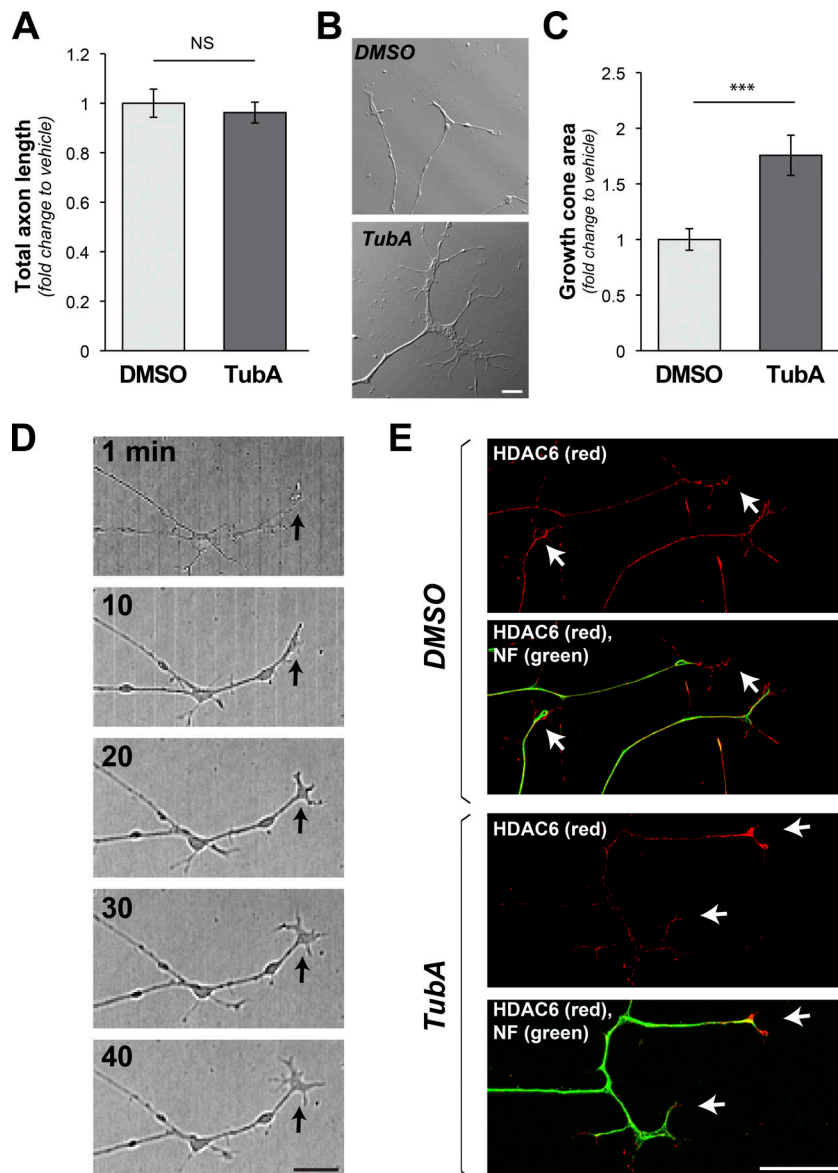 A
NS
Total axon length
(fold change to vehicle)
1.2
1
0.8
0.6
0.4
0.2
0
DMSO TubA
B
DMSO
TubA
C
***
Growth cone area
(fold change to vehicle)
2.5
2
1.5
1
0.5
0
DMSO TubA
D
1 min
10
20
30
40
E
DMSO
HDAC6 (red)
HDAC6 (red),
NF (green)
TubA
HDAC6 (red)
HDAC6 (red),
NF (green)